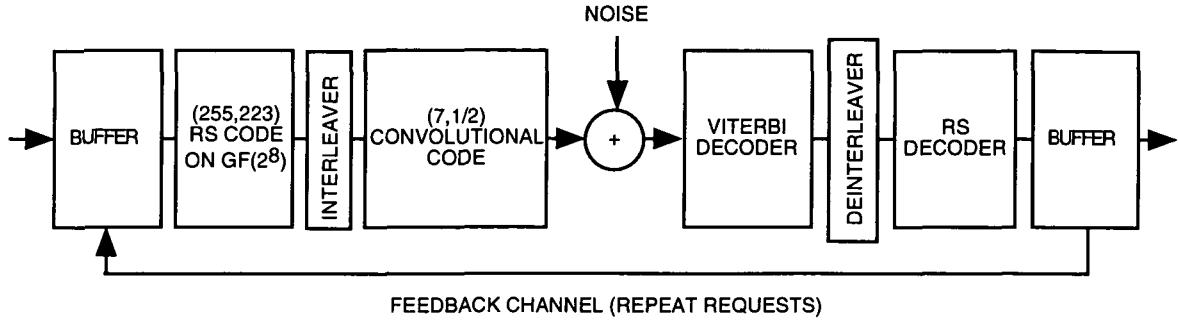 NOISE
BUFFER
(255,223)
RS CODE
ON GF(2⁸)
INTERLEAVER
(7,1/2)
CONVOLUTIONAL
CODE
+
VITERBI
DECODER
DEINTERLEAVER
RS
DECODER
BUFFER
FEEDBACK CHANNEL (REPEAT REQUESTS)